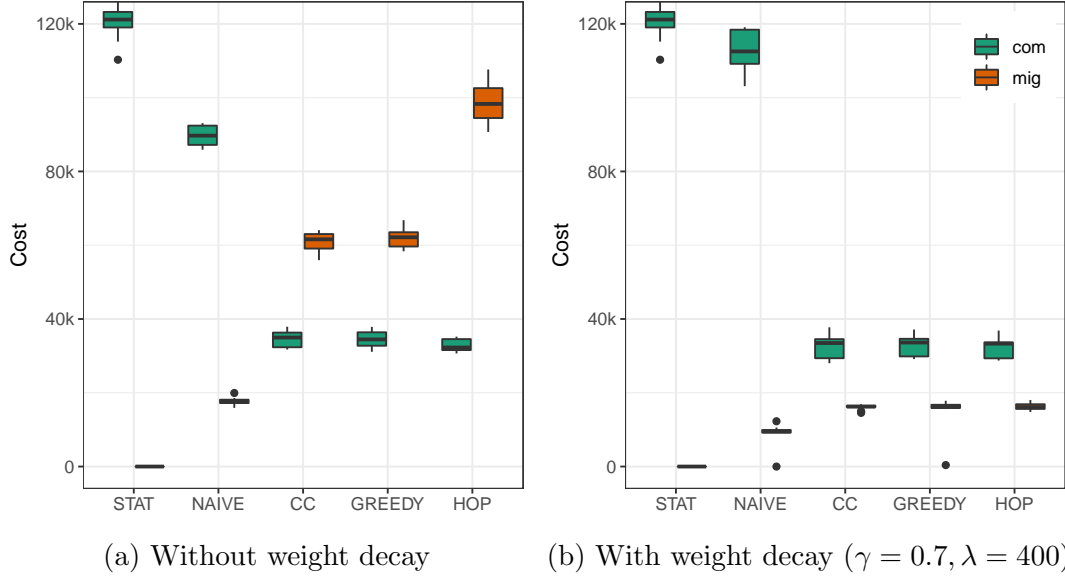 120k
80k
40k
0
Cost
STAT NAIVE CC GREEDY HOP
(a) Without weight decay
120k
80k
40k
0
Cost
com
mig
STAT NAIVE CC GREEDY HOP
(b) With weight decay (γ = 0.7, λ = 400)